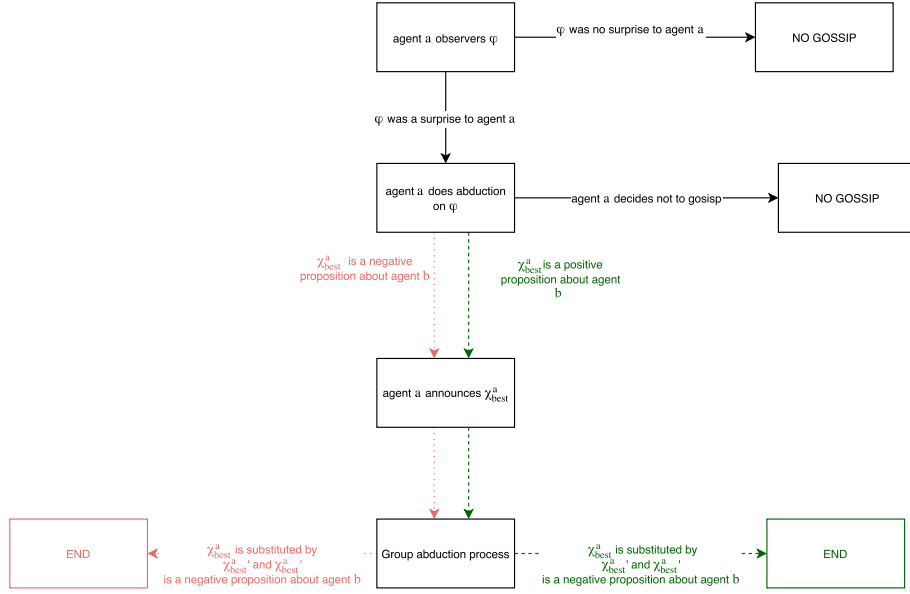 agent a observers φ
φ was no surprise to agent a
NO GOSSIP
φ was a surprise to agent a
agent a does abduction
on φ
agent a decides not to gosisp
NO GOSSIP
χ^a_best is a negative
proposition about agent b
χ^a_best is a positive
proposition about agent
b
agent a announces χ^a_best
END
χ^a_best is substituted by
χ^a_best' and χ^a_best'
is a negative proposition about agent b
Group abduction process
χ^a_best is substituted by
χ^a_best' and χ^a_best'
is a negative proposition about agent b
END